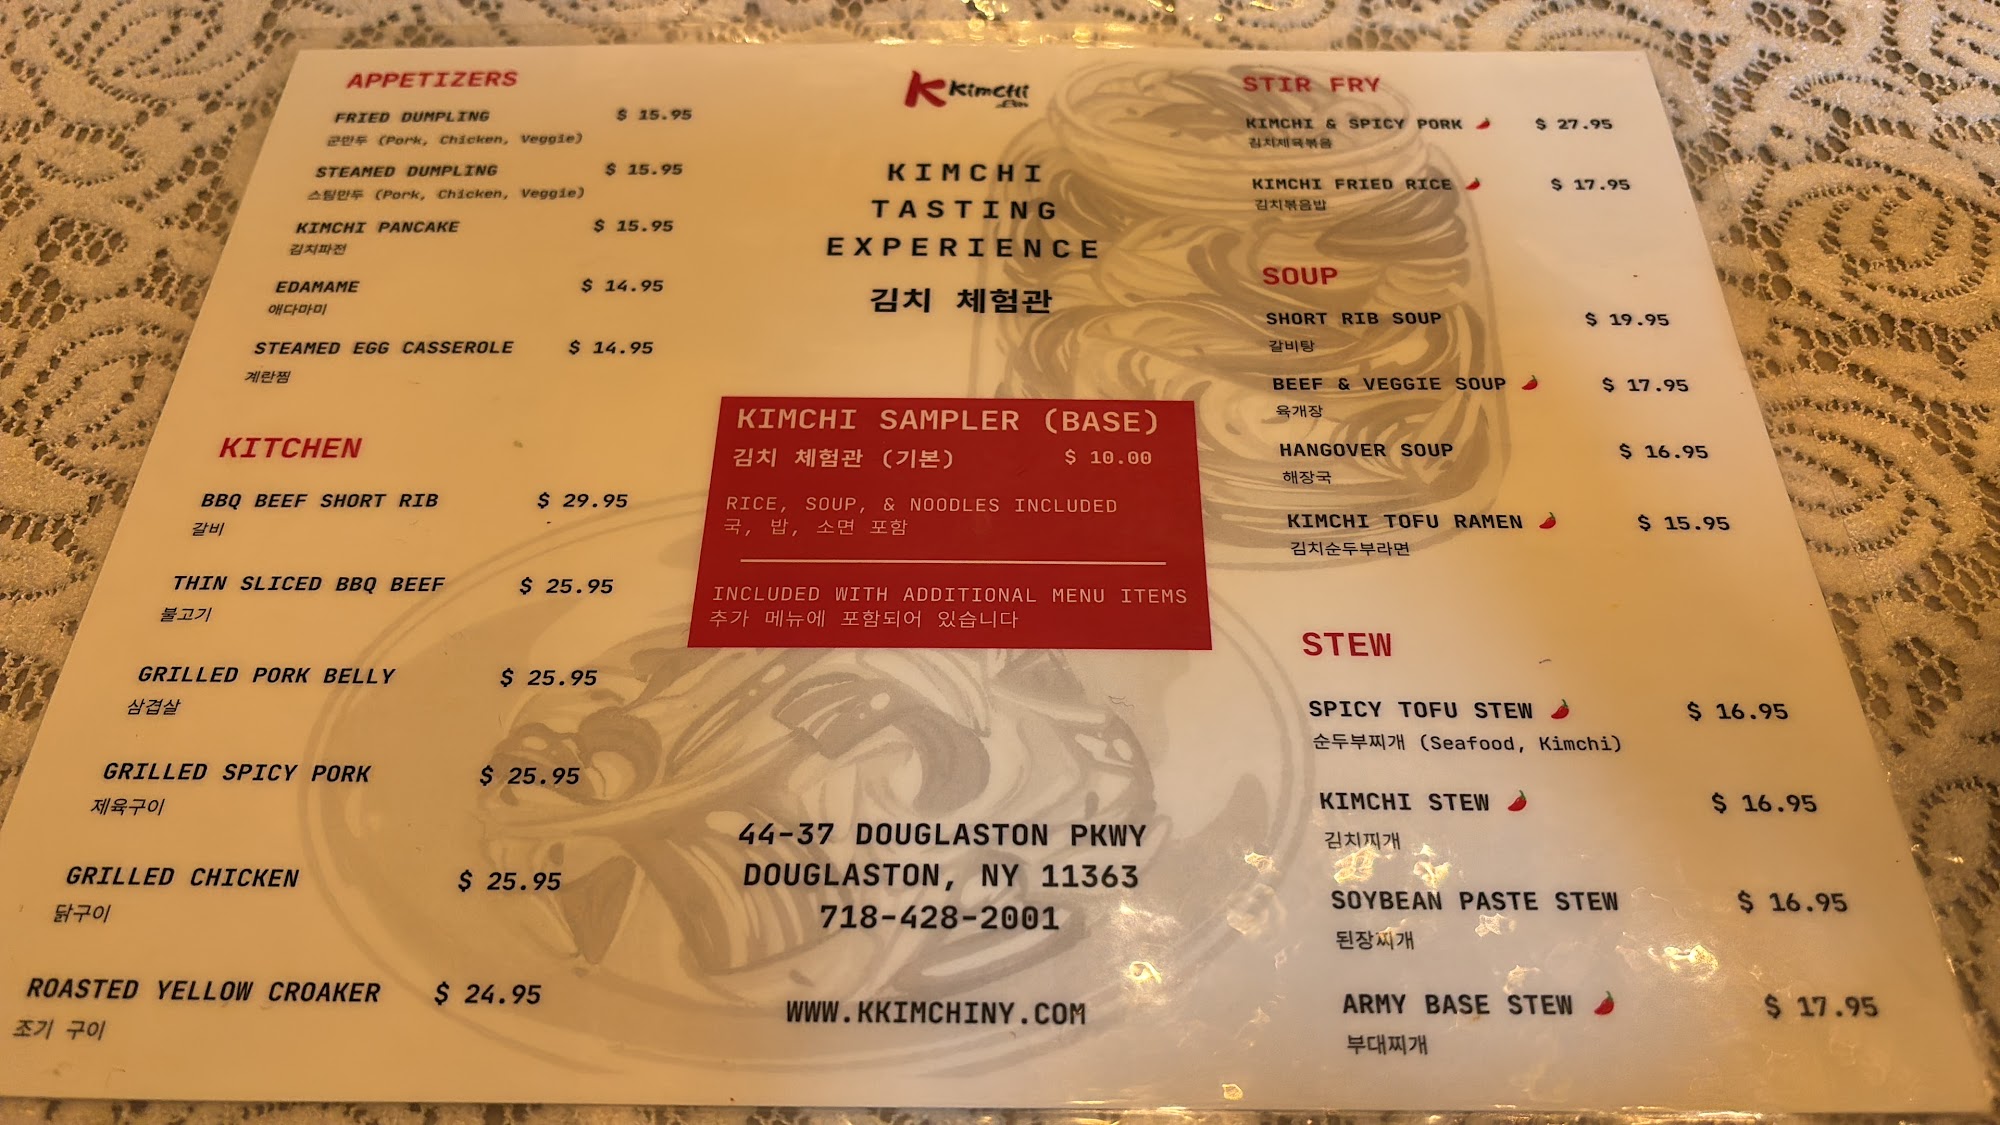 APPETIZERS
FRIED DUMPLING $ 15.95
군만두 (Pork, Chicken, Veggie)
STEAMED DUMPLING $ 15.95
스팀만두 (Pork, Chicken, Veggie)
KIMCHI PANCAKE $ 15.95
김치파전
EDAMAME $ 14.95
애다마미
STEAMED EGG CASSEROLE $ 14.95
계란찜
KITCHEN
BBQ BEEF SHORT RIB $ 29.95
갈비
THIN SLICED BBQ BEEF $ 25.95
불고기
GRILLED PORK BELLY $ 25.95
삼겹살
GRILLED SPICY PORK $ 25.95
제육구이
GRILLED CHICKEN $ 25.95
닭구이
ROASTED YELLOW CROAKER $ 24.95
조기 구이
K Kimchi
KIMCHI
TASTING
EXPERIENCE
김치 체험관
KIMCHI SAMPLER (BASE)
김치 체험관 (기본) $ 10.00
RICE, SOUP, & NOODLES INCLUDED
국, 밥, 소면 포함
INCLUDED WITH ADDITIONAL MENU ITEMS
추가 메뉴에 포함되어 있습니다
44-37 DOUGLASTON PKWY
DOUGLASTON, NY 11363
718-428-2001
WWW.KKIMCHINY.COM
STIR FRY
KIMCHI & SPICY PORK $ 27.95
김치제육볶음
KIMCHI FRIED RICE $ 17.95
김치볶음밥
SOUP
SHORT RIB SOUP $ 19.95
갈비탕
BEEF & VEGGIE SOUP $ 17.95
육개장
HANGOVER SOUP $ 16.95
해장국
KIMCHI TOFU RAMEN $ 15.95
김치순두부라면
STEW
SPICY TOFU STEW $ 16.95
순두부찌개 (Seafood, Kimchi)
KIMCHI STEW $ 16.95
김치찌개
SOYBEAN PASTE STEW $ 16.95
된장찌개
ARMY BASE STEW $ 17.95
부대찌개